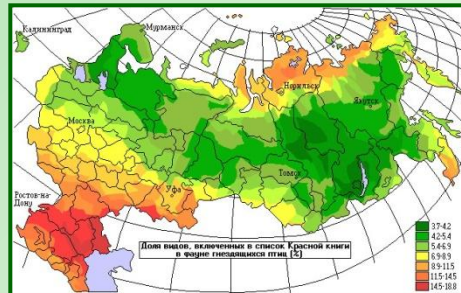 Мурманск
Калининград
Норильск
Якутск
Москва
Томск
Уфа
Ростов-на-
Дону
Доля видов, включенных в список Красной книги
в фауне гнездящихся птиц (%)
3.7-4.2
4.2-5.4
5.4-6.9
6.9-8.9
8.9-11.5
11.5-14.5
14.5-18.8